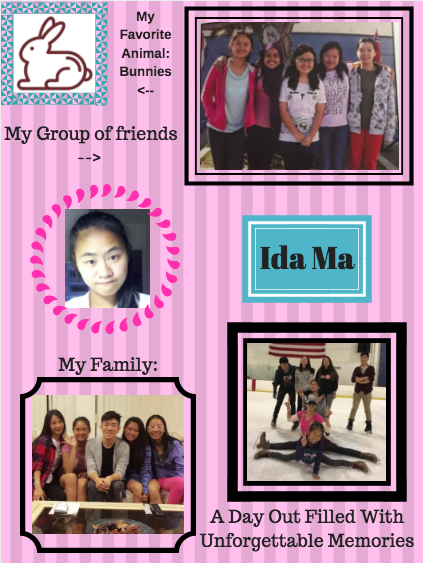 My
Favorite
Animal:
Bunnies
<--
My Group of friends
-->
Ida Ma
My Family:
A Day Out Filled With
Unforgettable Memories